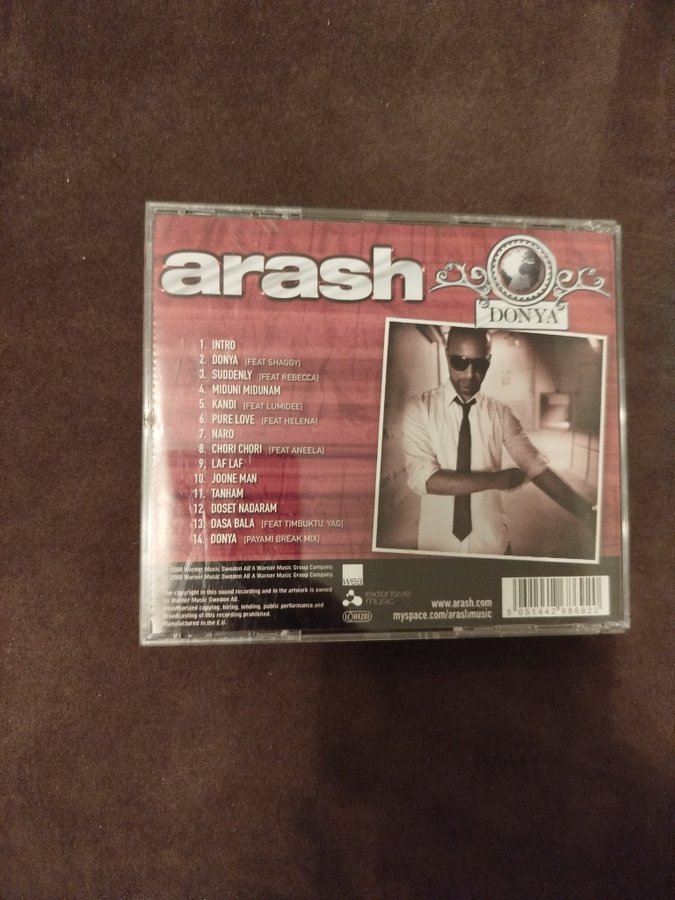 arash
DONYA
1. INTRO
2. DONYA [FEAT SHAGGY]
3. SUDDENLY [FEAT REBECCA]
4. MIDUNI MIDUNAM
5. KANDI [FEAT LUMIDEE]
6. PURE LOVE [FEAT HELENA]
7. NARO
8. CHORI CHORI [FEAT ANEELA]
9. LAF LAF
10. JOONE MAN
11. TANHAM
12. DOSET NADARAM
13. DASA BALA [FEAT TIMBUKTU, YAG]
14. DONYA [PAYAMI BREAK MIX]
2008 Warner Music Sweden AB A Warner Music Group Company.
2008 Warner Music Sweden AB A Warner Music Group Company.
The copyright in this sound recording and in the artwork is owned
by Warner Music Sweden AB.
Unauthorized copying, hiring, lending, public performance and
broadcasting of this recording prohibited.
Manufactured in the E.U.
wea
extensive
music
LC 04281
www.arash.com
myspace.com/arashmusic
5 051442 686920